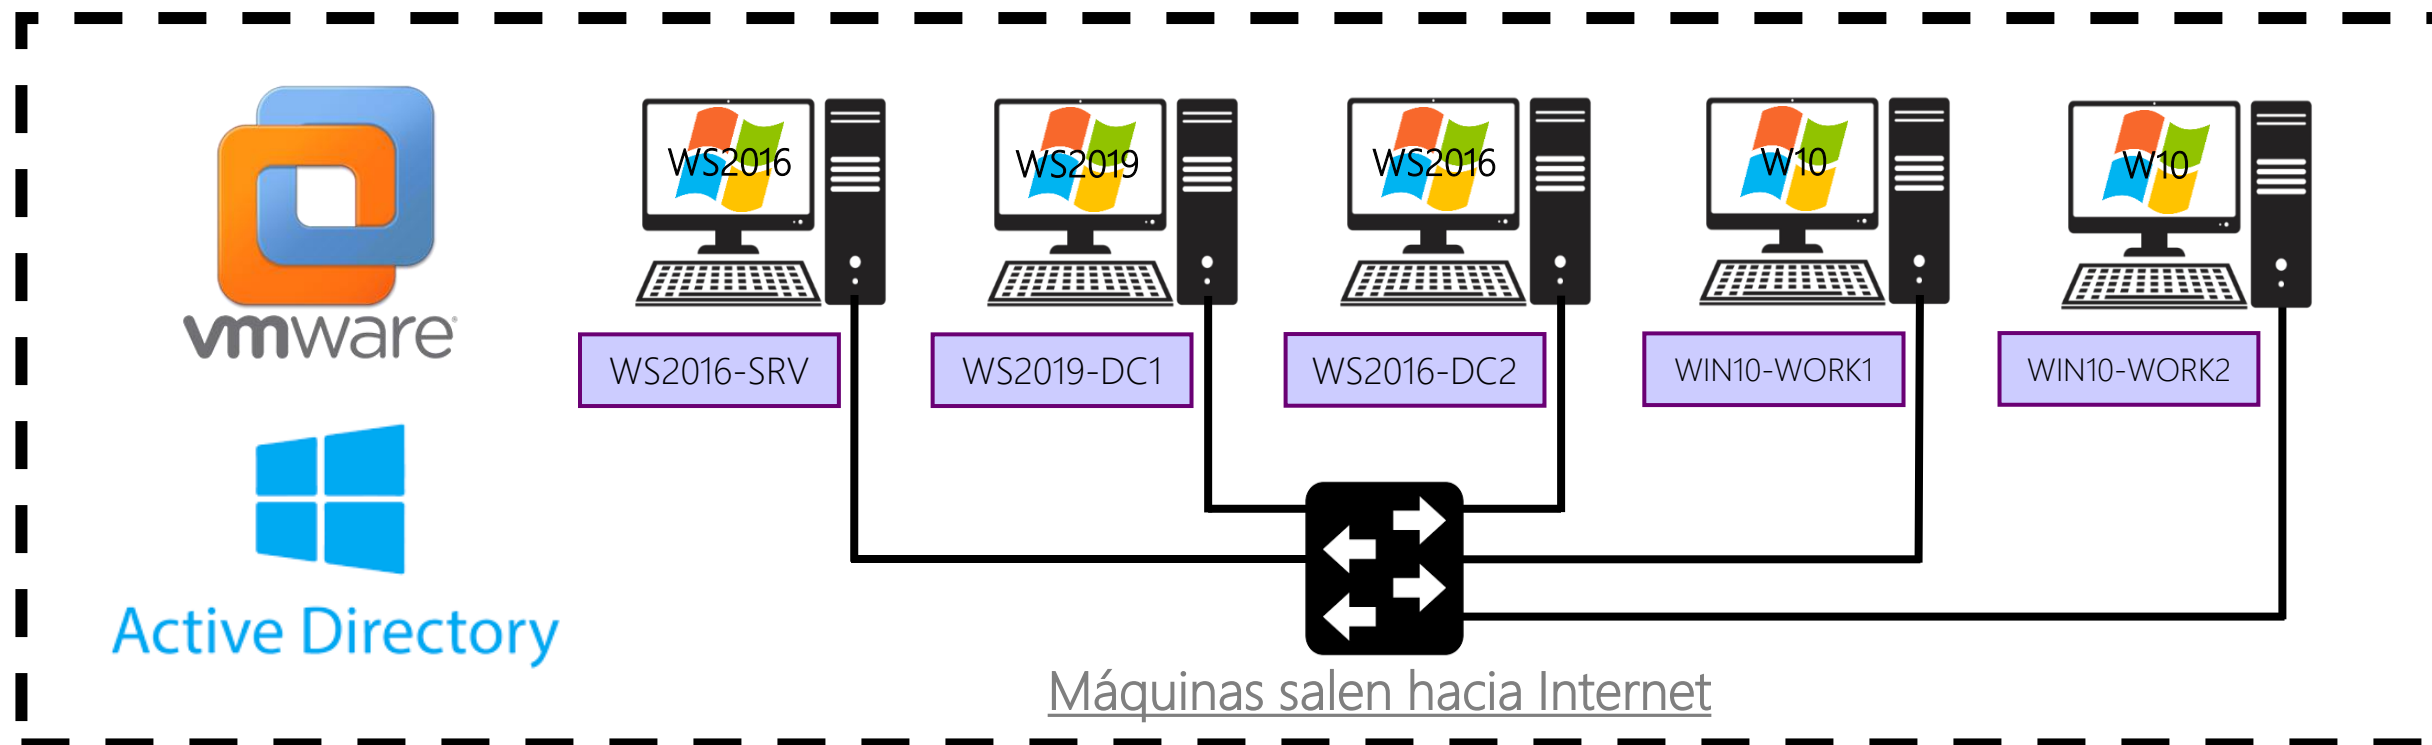 WS2016
WS2019
WS2016
W10
W10
vmware
WS2016-SRV
WS2019-DC1
WS2016-DC2
WIN10-WORK1
WIN10-WORK2
Active Directory
Máquinas salen hacia Internet